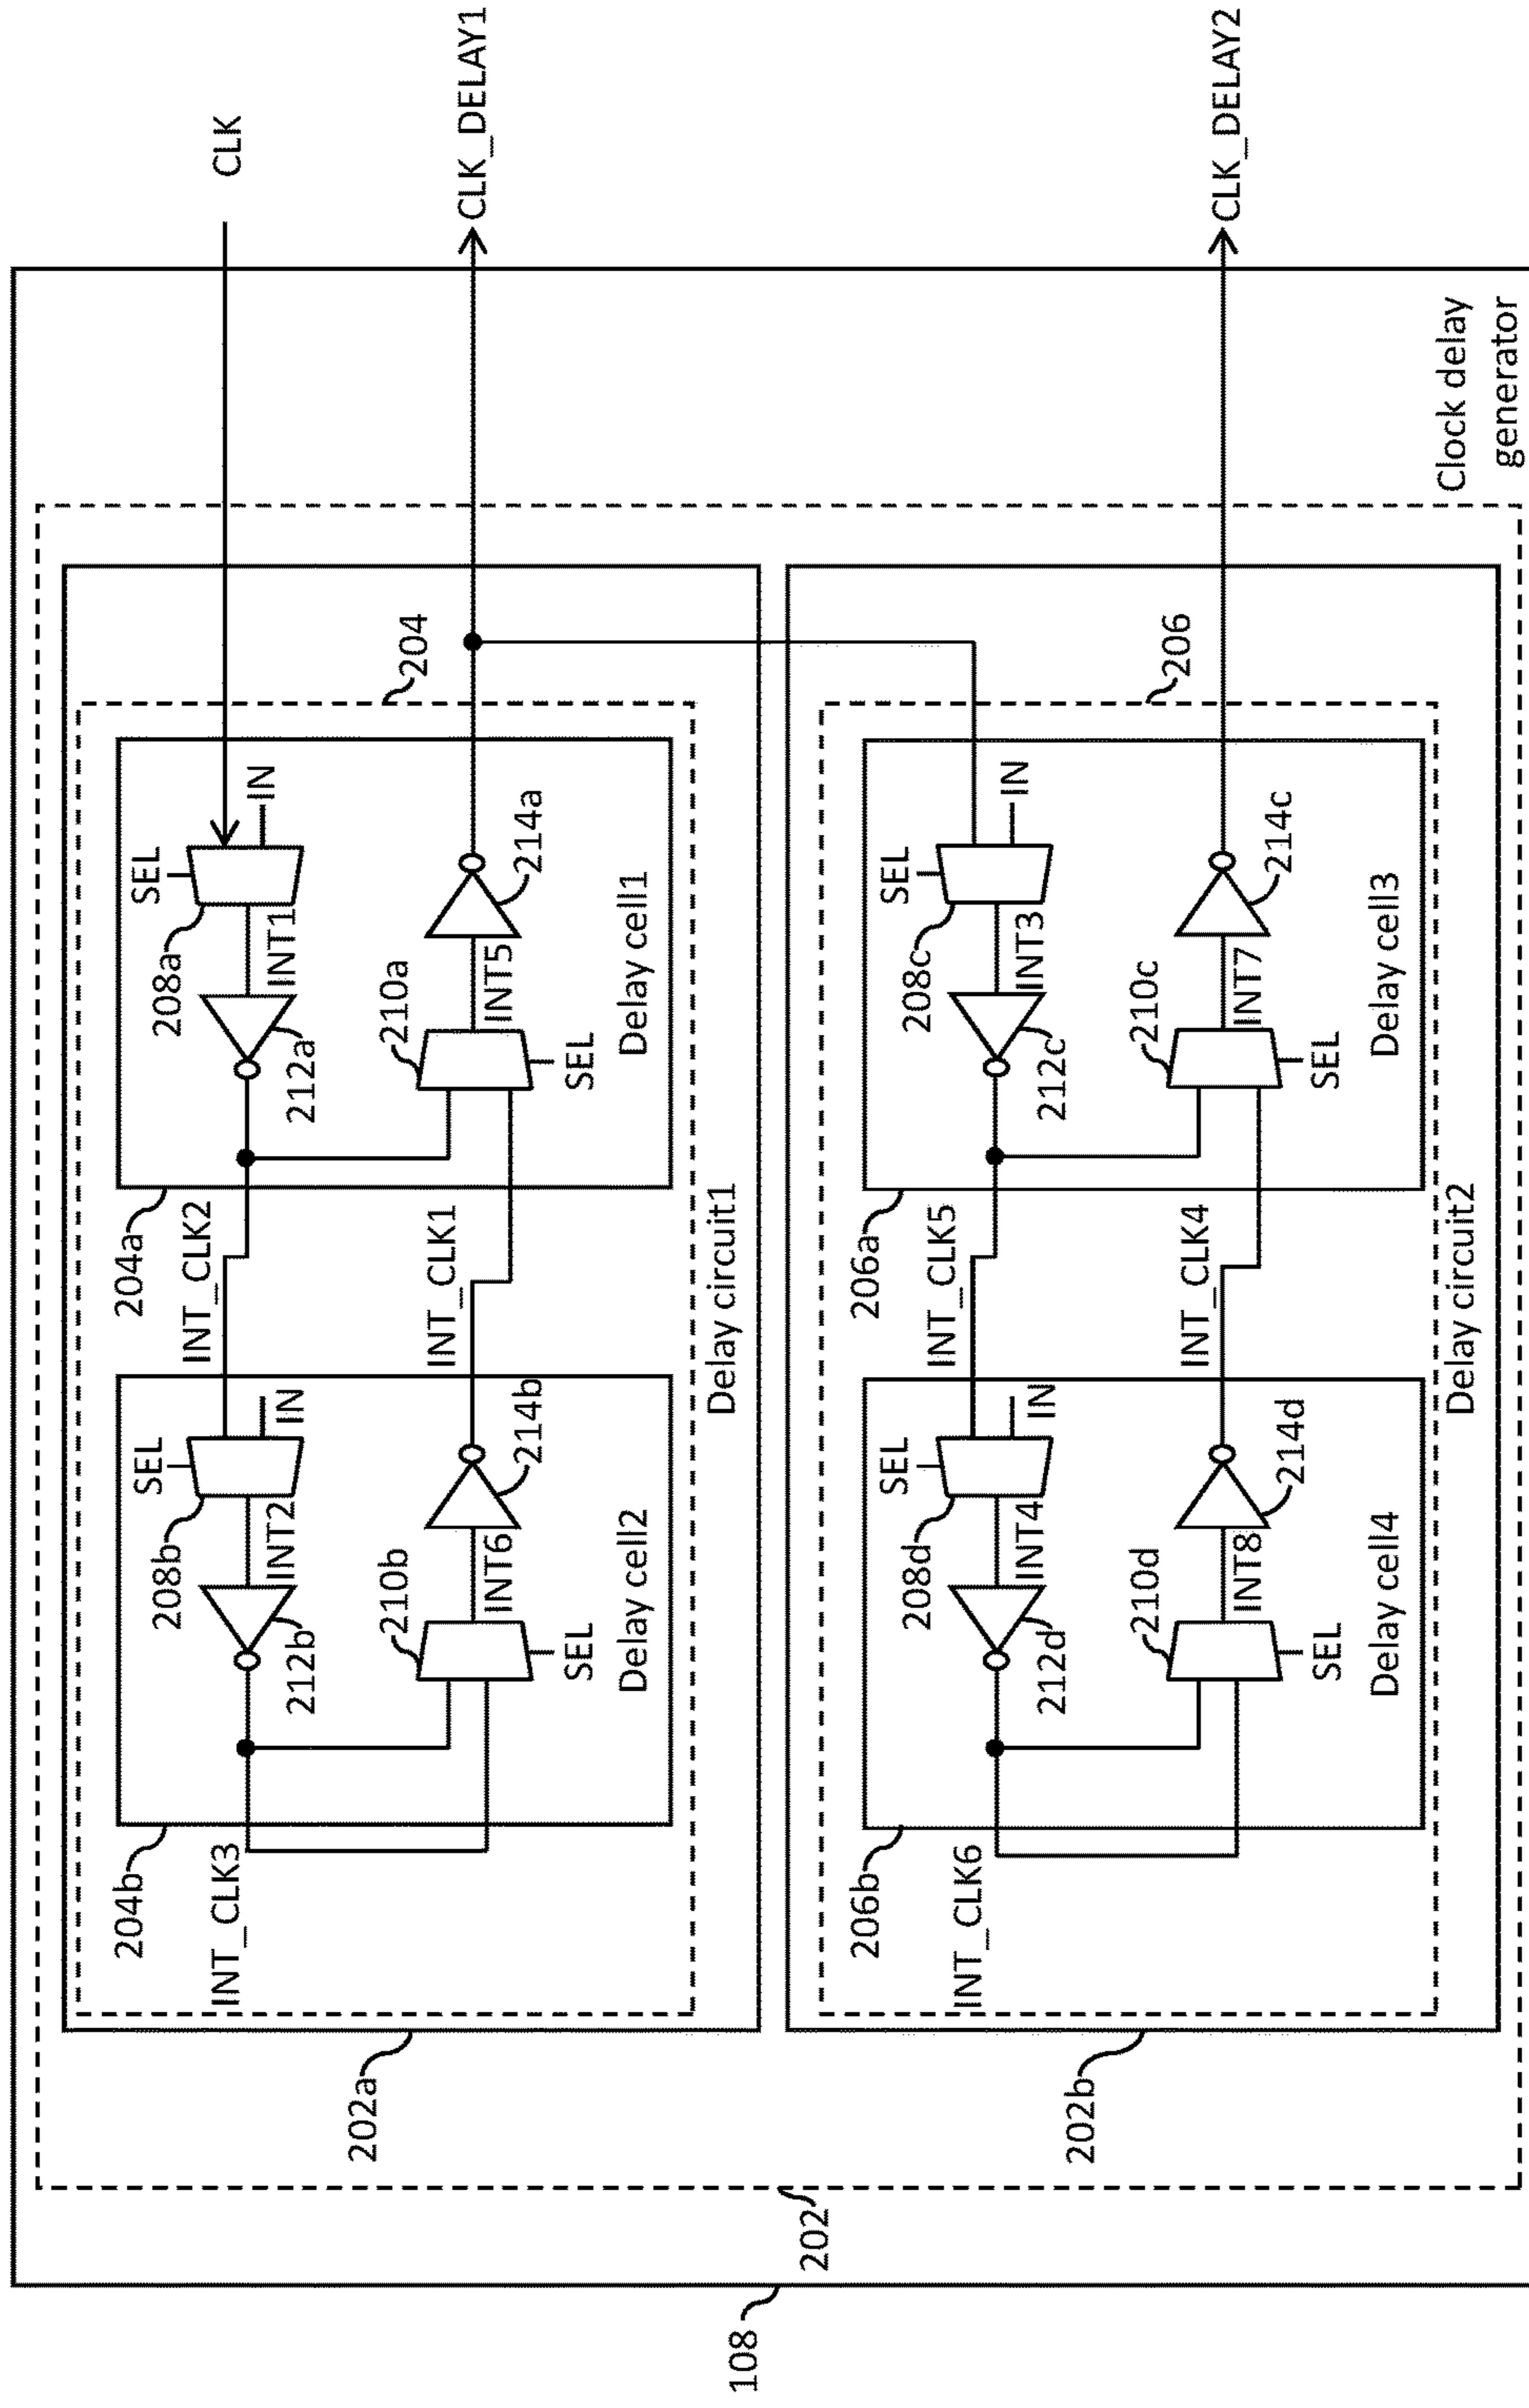 108
202
202a
204b
INT_CLK3
204
204a
INT_CLK2
CLK
SEL
208b
IN
INT2
212b
SEL
208a
IN
INT1
212a
210b
INT6
214b
SEL
INT_CLK1
210a
INT5
214a
SEL
CLK_DELAY1
Delay cell2
Delay cell1
Delay circuit1
202b
206b
INT_CLK6
206
206a
INT_CLK5
SEL
208d
IN
INT4
212d
SEL
208c
IN
INT3
212c
210d
INT8
214d
SEL
INT_CLK4
210c
INT7
214c
SEL
CLK_DELAY2
Delay cell4
Delay cell3
Delay circuit2
Clock delay
generator